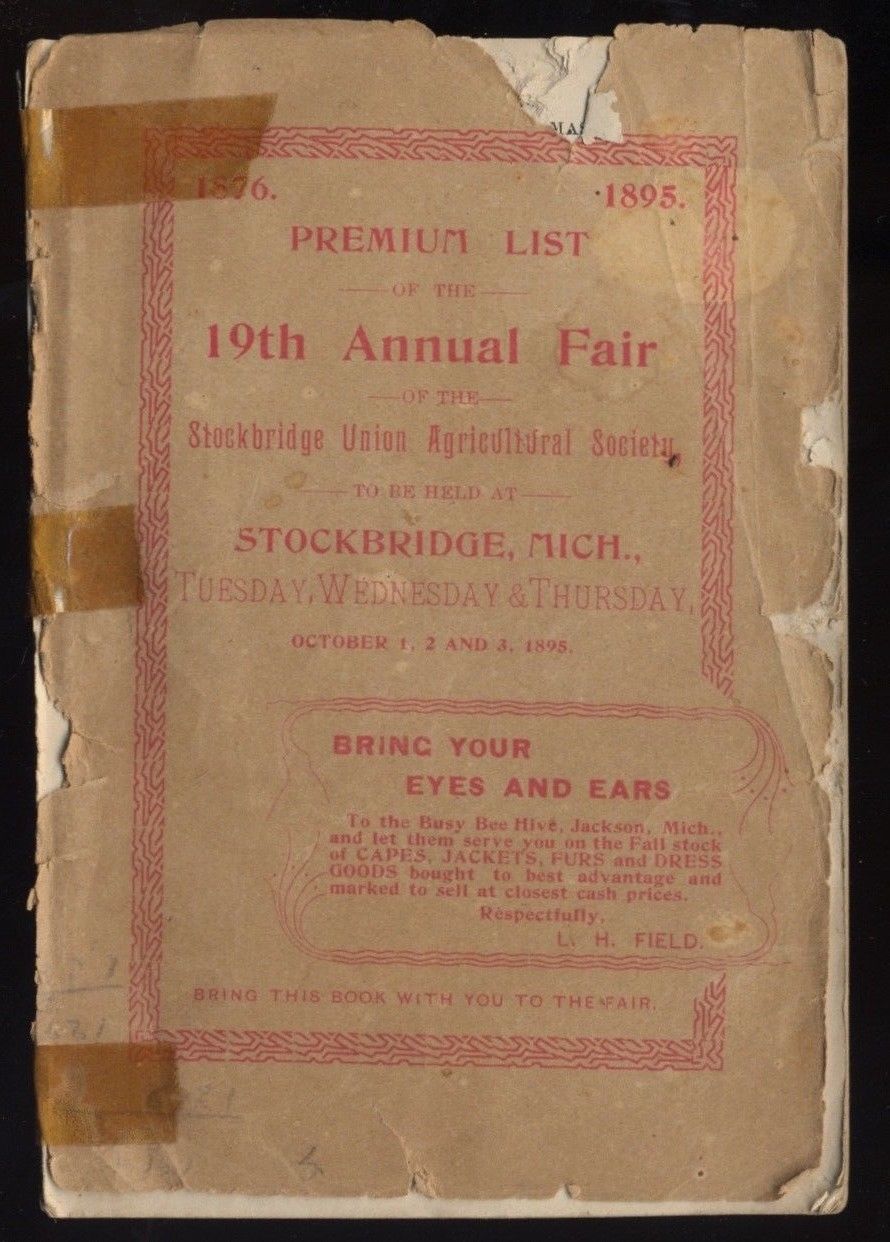 MA
1876. 1895.
PREMIUM LIST
OF THE
19th Annual Fair
OF THE
Stockbridge Union Agricultural Society,
TO BE HELD AT
STOCKBRIDGE, MICH.,
TUESDAY, WEDNESDAY & THURSDAY,
OCTOBER 1, 2 AND 3, 1895.
BRING YOUR
EYES AND EARS
To the Busy Bee Hive, Jackson, Mich.,
and let them serve you on the Fall stock
of CAPES, JACKETS, FURS and DRESS
GOODS bought to best advantage and
marked to sell at closest cash prices.
Respectfully,
L. H. FIELD.
BRING THIS BOOK WITH YOU TO THE FAIR.